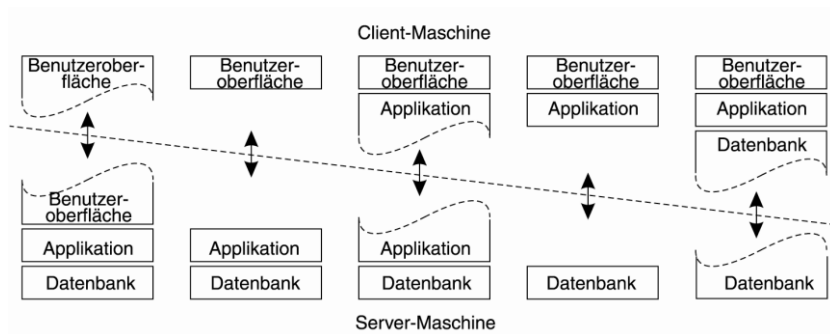 Client-Maschine
Benutzerober-
fläche
Benutzer-
oberfläche
Benutzer-
oberfläche
Applikation
Benutzer-
oberfläche
Applikation
Benutzer-
oberfläche
Applikation
Datenbank
Benutzer-
oberfläche
Applikation
Datenbank
Applikation
Datenbank
Applikation
Datenbank
Datenbank
Datenbank
Server-Maschine